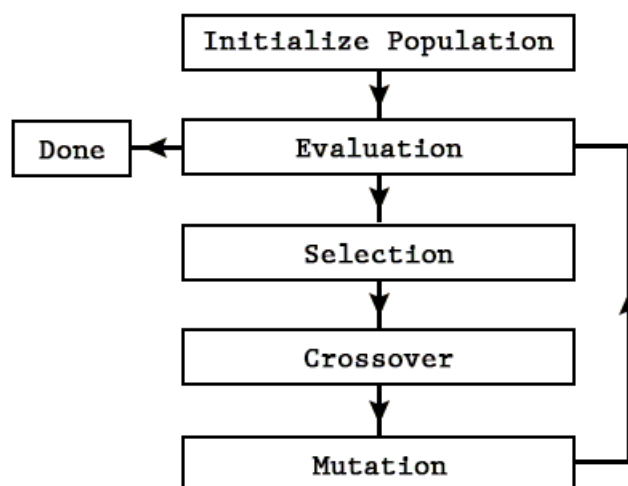 Initialize Population
Done
Evaluation
Selection
Crossover
Mutation